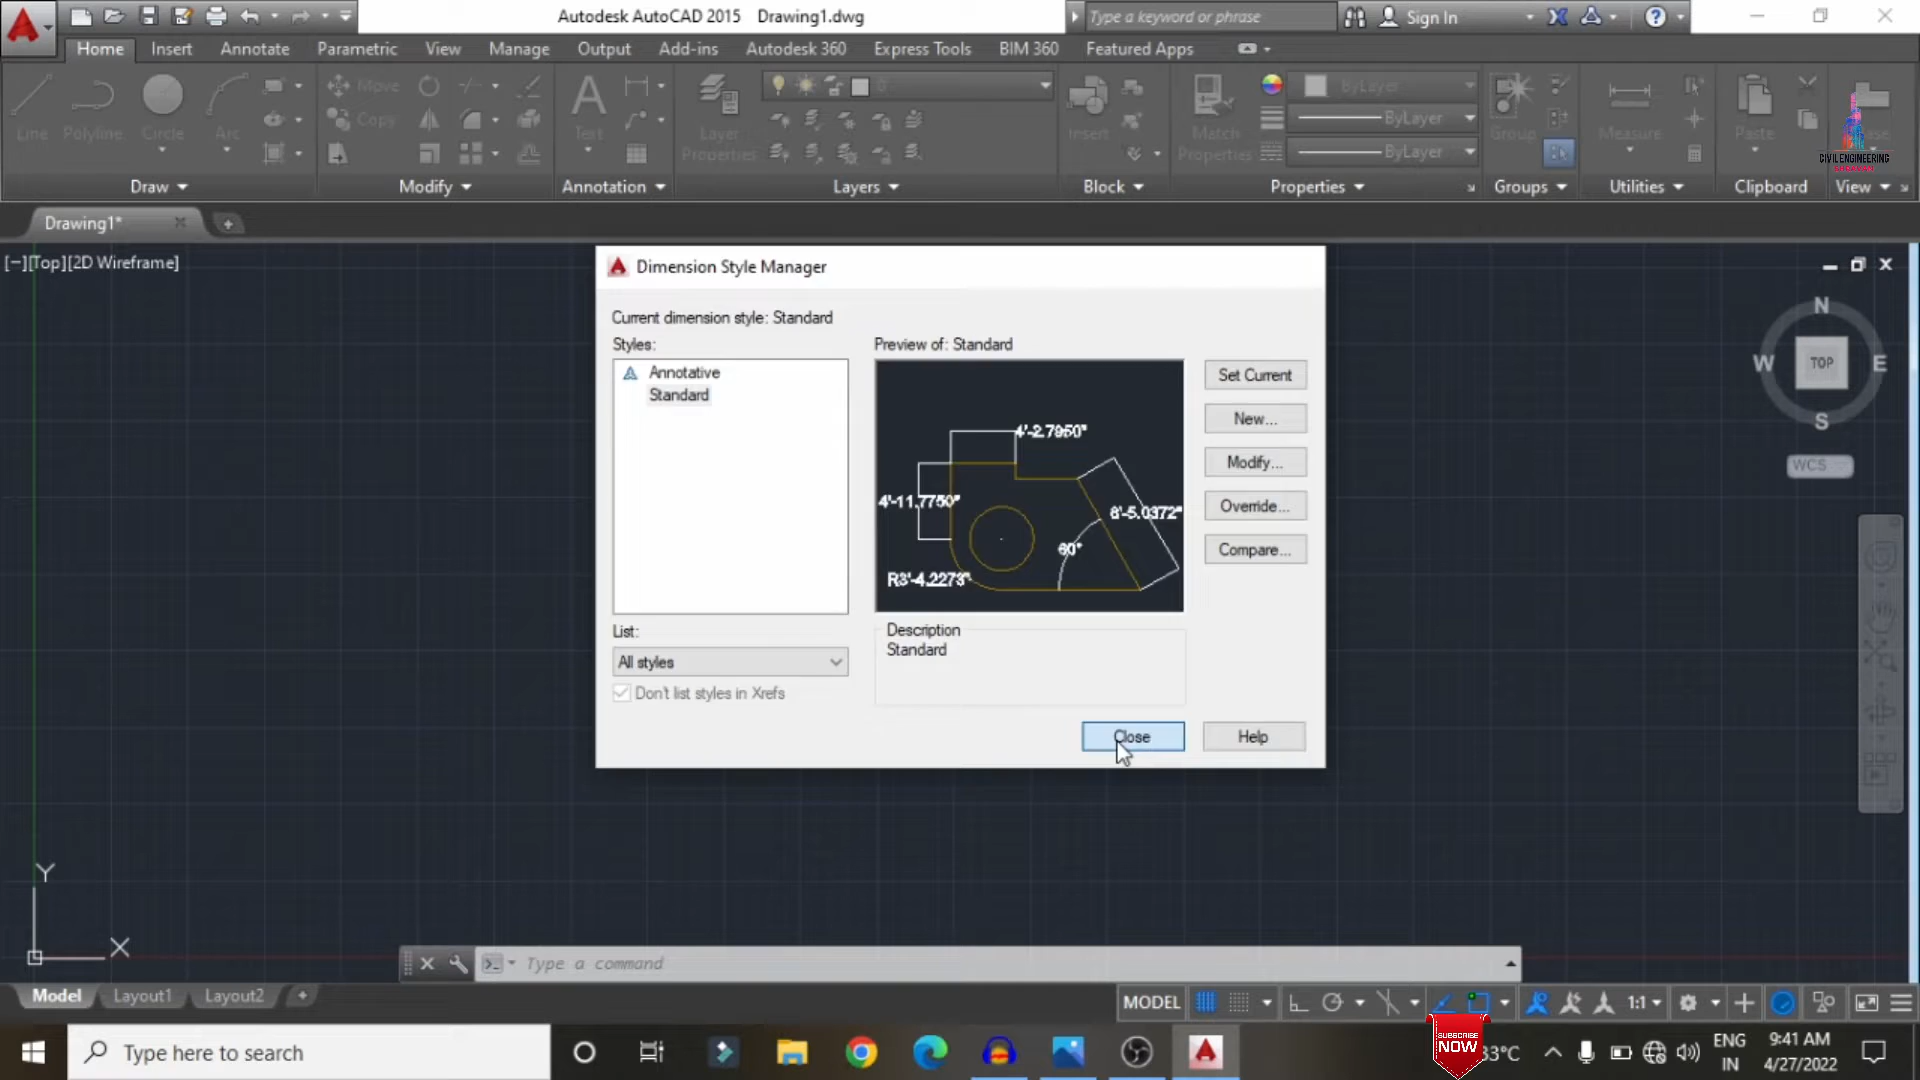 Autodesk AutoCAD 2015 Drawing1.dwg
Type a keyword or phrase
Sign In
Home Insert Annotate Parametric View Manage Output Add-ins Autodesk 360 Express Tools BIM 360 Featured Apps
Line Polyline Circle Arc
Move
Copy
Text
Layer
Properties
0
Insert
Match
Properties
ByLayer
ByLayer
ByLayer
Group
Measure
Paste
CIVILENGINEERING
Draw Modify Annotation Layers Block Properties Groups Utilities Clipboard View
Drawing1*
[−][Top][2D Wireframe]
N
W TOP E
S
WCS
Dimension Style Manager
Current dimension style: Standard
Styles:
Annotative
Standard
Preview of: Standard
4'-2.7950"
4'-11.7750"
8'-5.0372"
60°
R3'-4.2273"
Set Current
New...
Modify...
Override...
Compare...
List:
All styles
Don't list styles in Xrefs
Description
Standard
Close Help
Y
X
Type a command
Model Layout1 Layout2
MODEL 1:1
Type here to search
SUBSCRIBE
NOW
33°C
ENG
IN
9:41 AM
4/27/2022